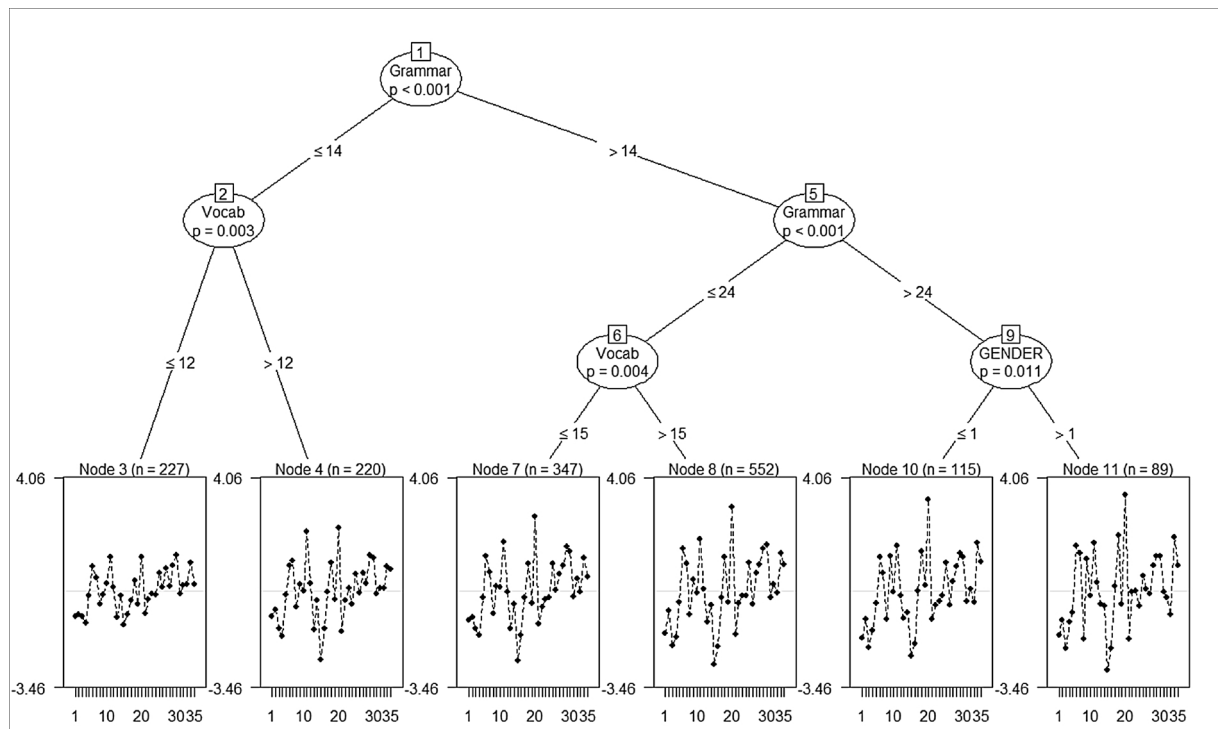 1
Grammar
p < 0.001
≤ 14
> 14
2
Vocab
p = 0.003
5
Grammar
p < 0.001
≤ 24
> 24
6
Vocab
p = 0.004
9
GENDER
p = 0.011
≤ 12
> 12
≤ 15
> 15
≤ 1
> 1
Node 3 (n = 227)
Node 4 (n = 220)
Node 7 (n = 347)
Node 8 (n = 552)
Node 10 (n = 115)
Node 11 (n = 89)
4.06 4.06 4.06 4.06 4.06 4.06
-3.46 -3.46 -3.46 -3.46 -3.46 -3.46
1 10 20 3035 1 10 20 3035 1 10 20 3035 1 10 20 3035 1 10 20 3035 1 10 20 3035